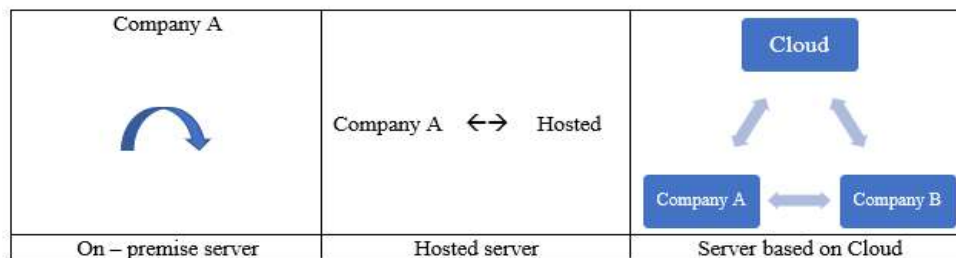 Company A
Company A ↔ Hosted
Cloud
Company A
Company B
On – premise server
Hosted server
Server based on Cloud